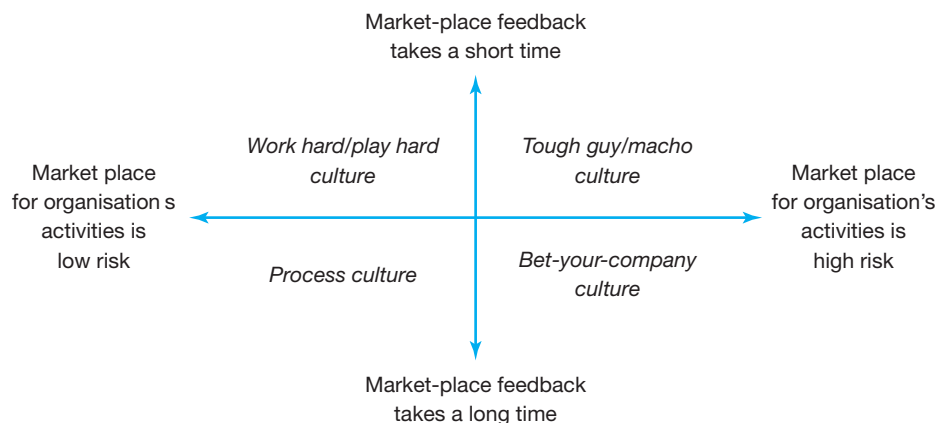 Market-place feedback
takes a short time
Work hard/play hard
culture
Tough guy/macho
culture
Market place
for organisation s
activities is
low risk
Market place
for organisation's
activities is
high risk
Process culture
Bet-your-company
culture
Market-place feedback
takes a long time